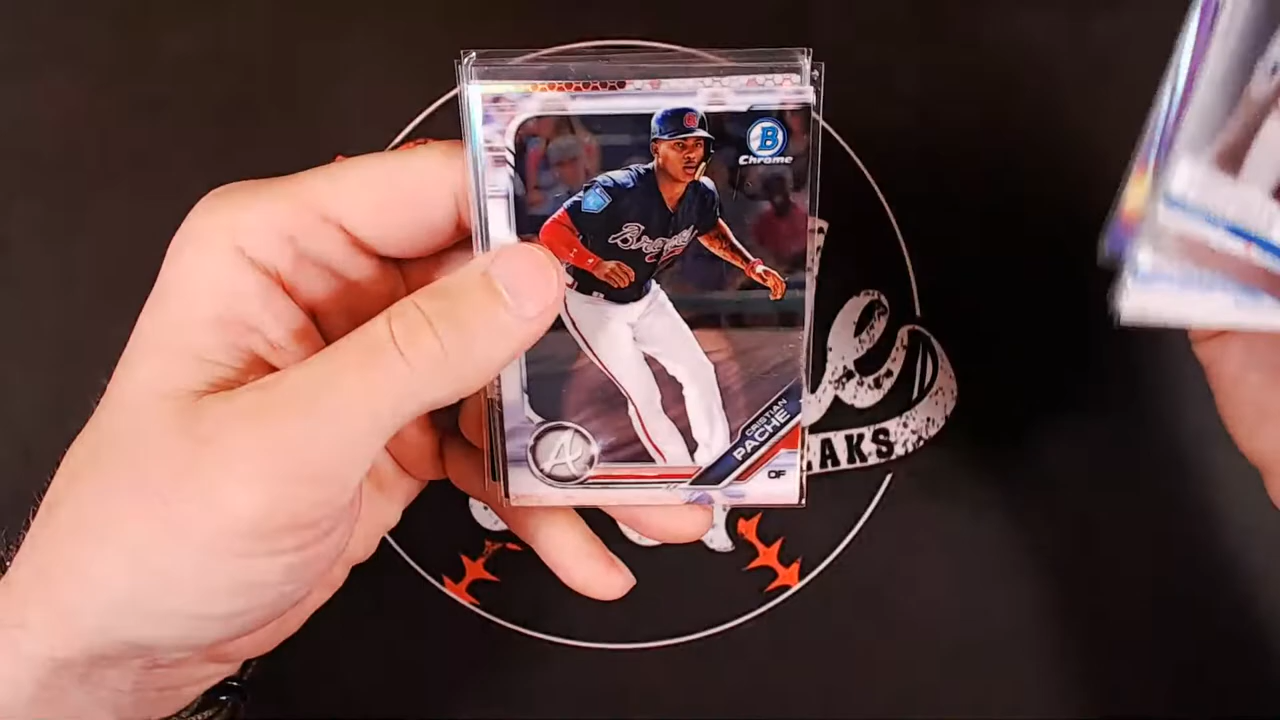 B
Chrome
Braves
A
CRISTIAN
PACHE
OF
AKS